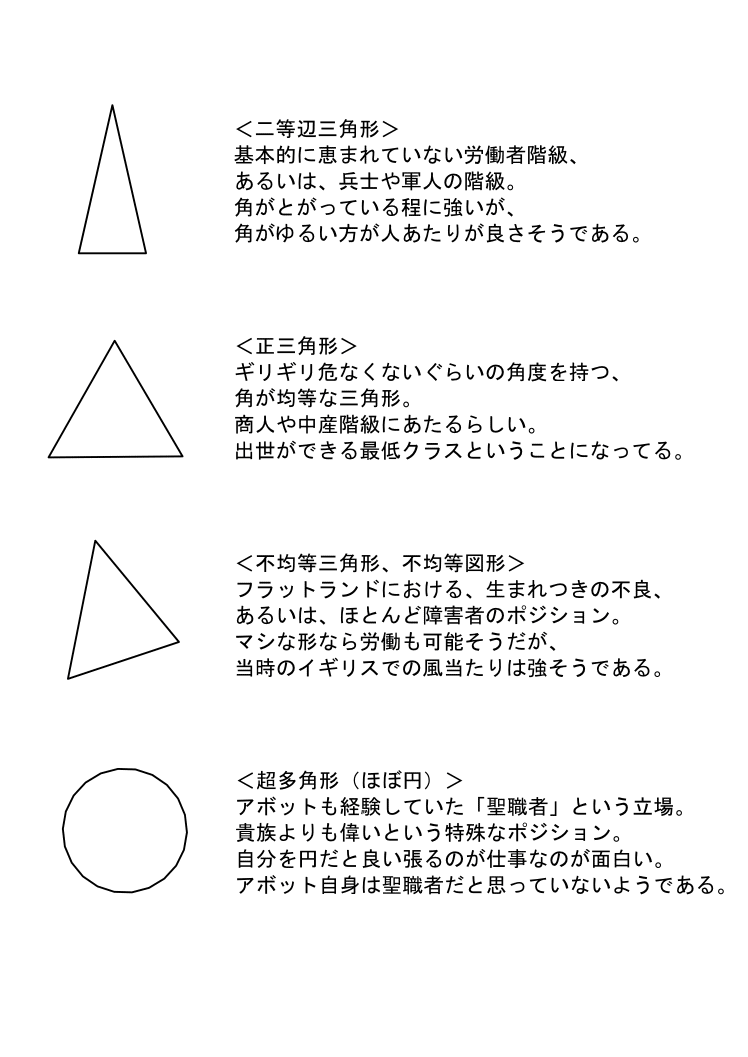 ＜二等辺三角形＞
基本的に恵まれていない労働者階級、
あるいは、兵士や軍人の階級。
角がとがっている程に強いが、
角がゆるい方が人あたりが良さそうである。
＜正三角形＞
ギリギリ危なくないぐらいの角度を持つ、
角が均等な三角形。
商人や中産階級にあたるらしい。
出世ができる最低クラスということになってる。
＜不均等三角形、不均等図形＞
フラットランドにおける、生まれつきの不良、
あるいは、ほとんど障害者のポジション。
マシな形なら労働も可能そうだが、
当時のイギリスでの風当たりは強そうである。
＜超多角形（ほぼ円）＞
アボットも経験していた「聖職者」という立場。
貴族よりも偉いという特殊なポジション。
自分を円だと良い張るのが仕事なのが面白い。
アボット自身は聖職者だと思っていないようである。